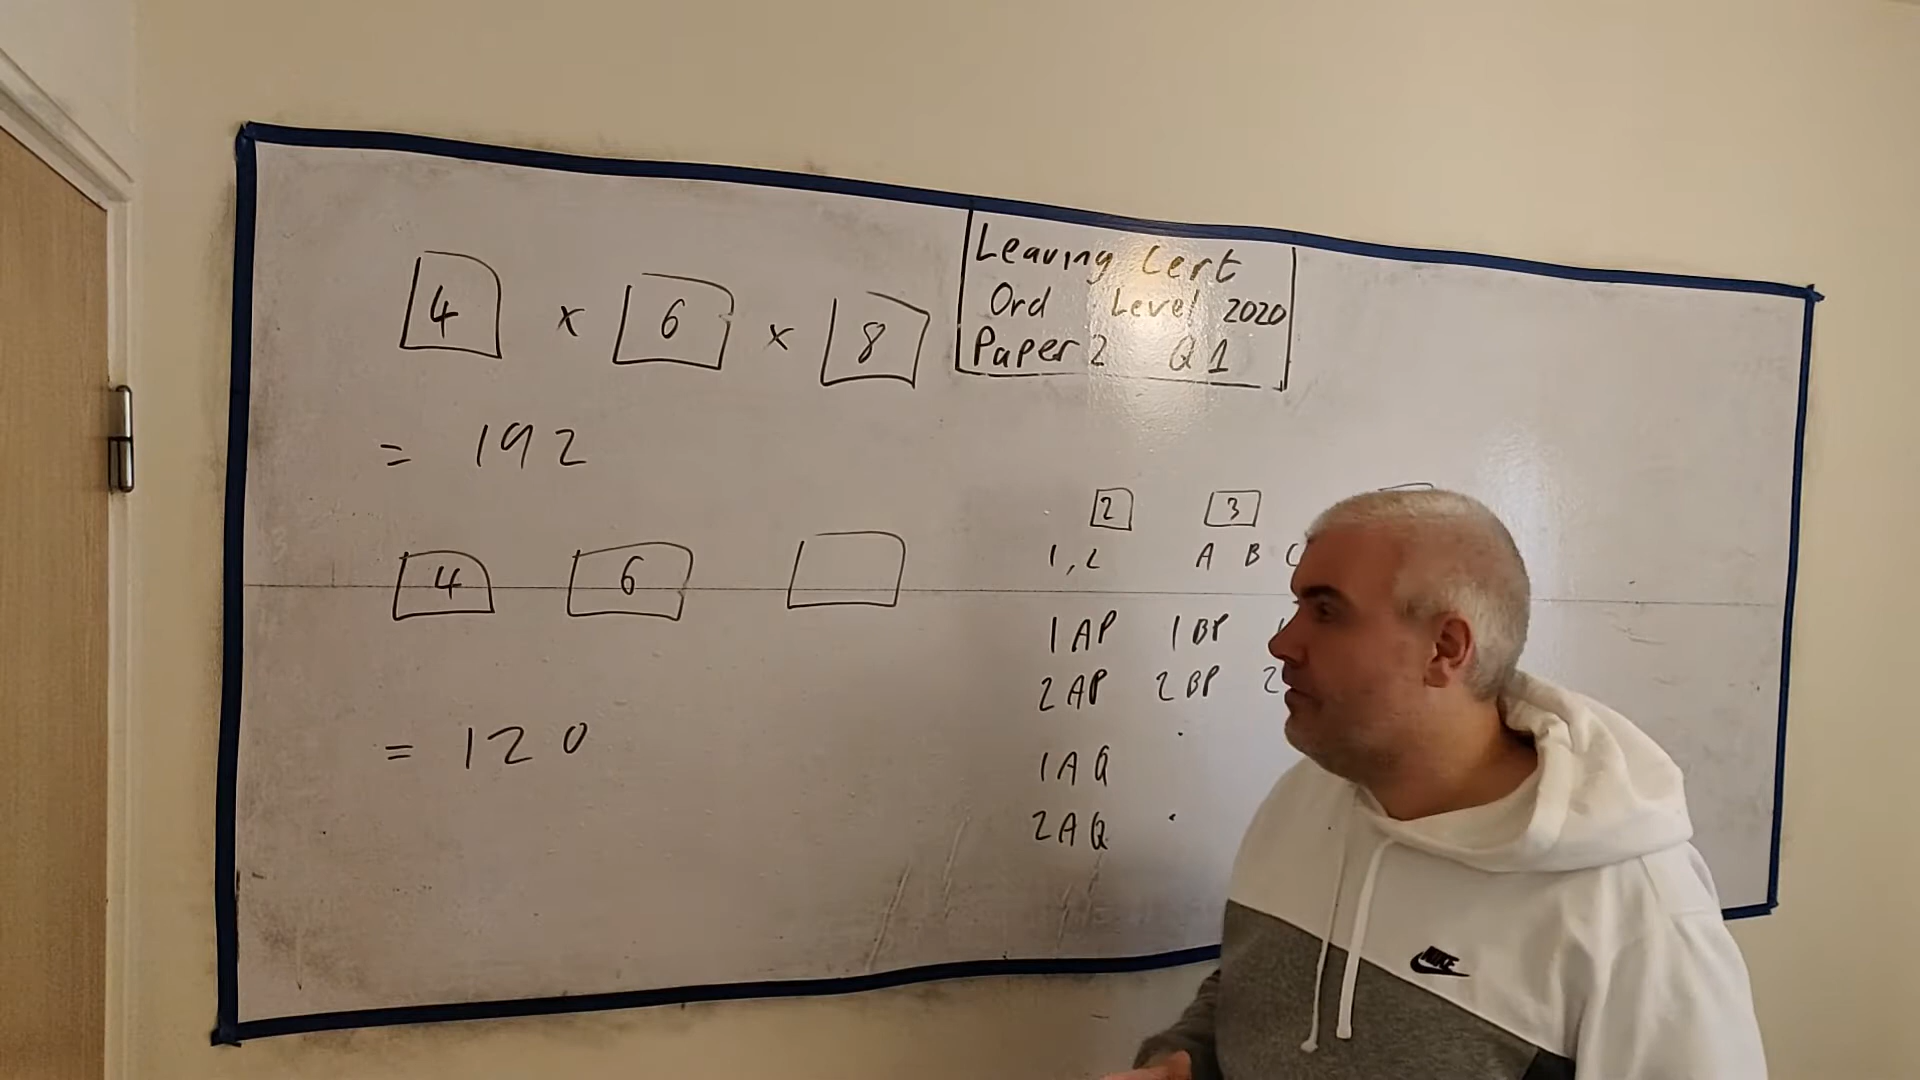 4 x 6 x 8
= 192
4 6
= 120
Leaving Cert
Ord Level 2020
Paper 2 Q1
2 3
1,2 A B C
1AP 1BP
2AP 2BP 2
1AQ
2AQ
NIKE